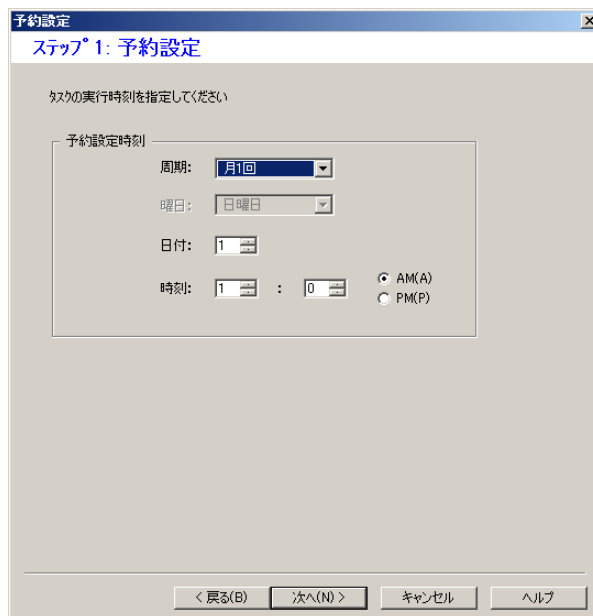 予約設定
ステップ1: 予約設定
タスクの実行時刻を指定してください
予約設定時刻
周期: 月1回
曜日: 日曜日
日付: 1
時刻: 1 : 0 AM(A)
PM(P)
< 戻る(B) 次へ(N) > キャンセル ヘルプ